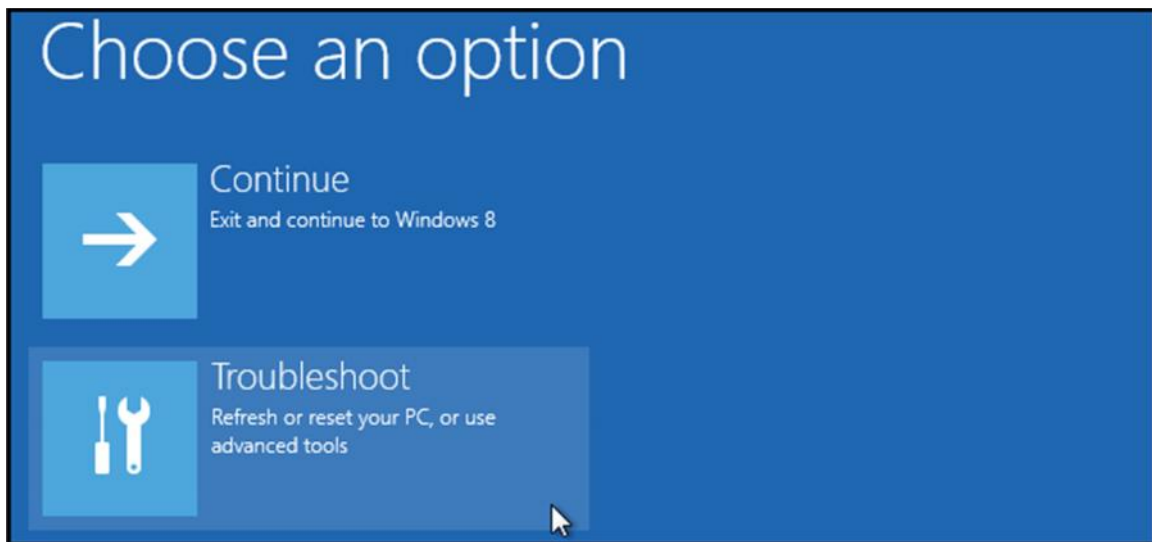 Choose an option
Continue
Exit and continue to Windows 8
Troubleshoot
Refresh or reset your PC, or use
advanced tools